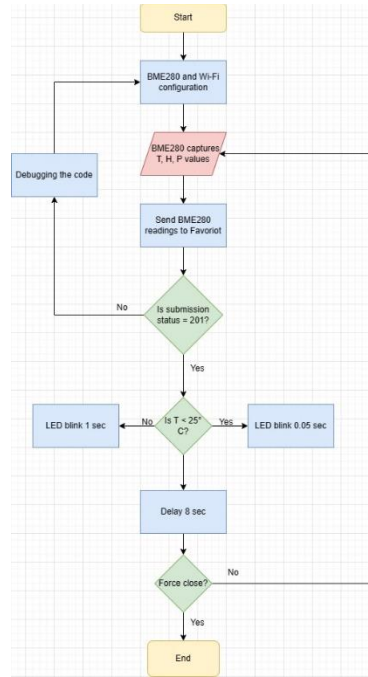 Start
BME280 and Wi-Fi
configuration
BME280 captures
T, H, P values
Debugging the code
Send BME280
readings to Favoriot
No
Is submission
status = 201?
Yes
LED blink 1 sec
No
Is T < 25°
C?
Yes
LED blink 0.05 sec
Delay 8 sec
Force close?
No
Yes
End